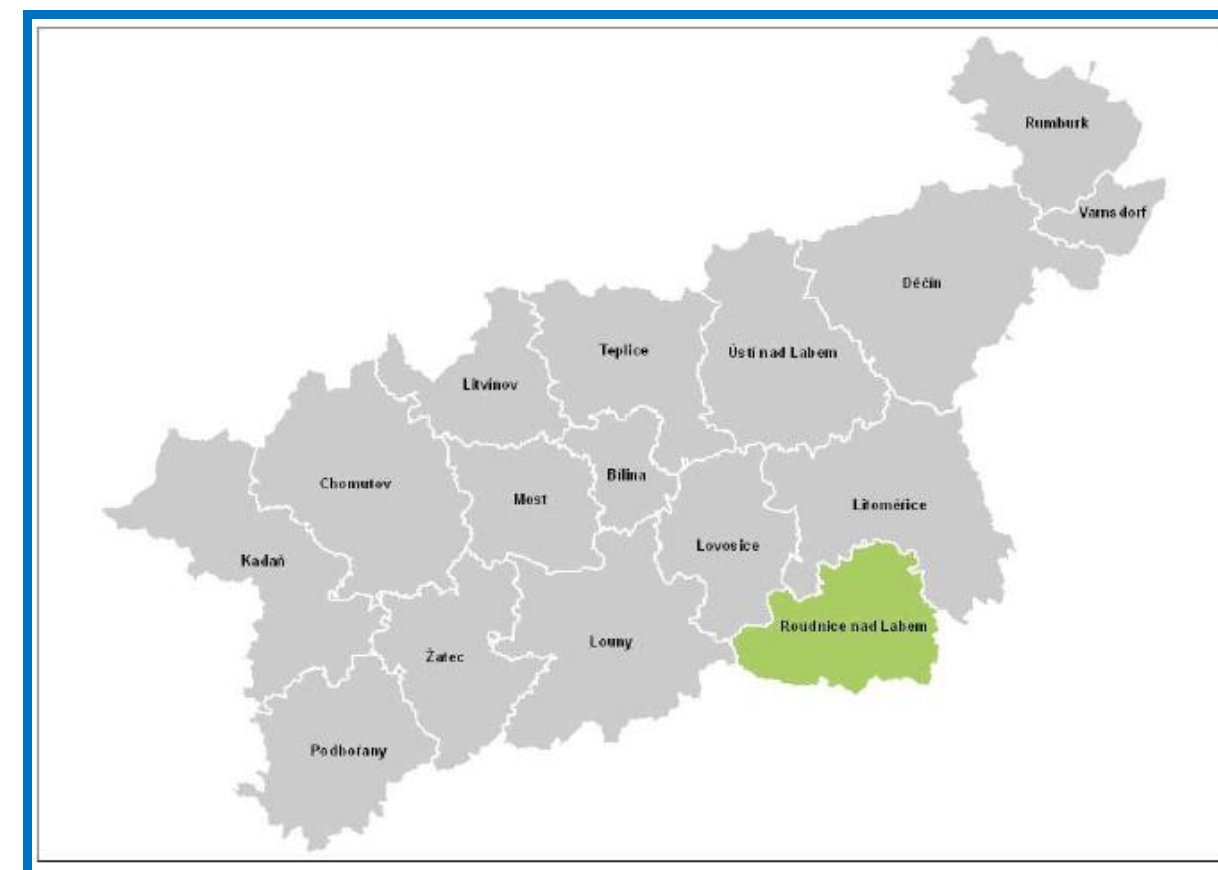 Rumburk
Varnsdorf
Děčín
Teplice
Ústí nad Labem
Litvínov
Bílina
Chomutov
Most
Litoměřice
Lovosice
Kadaň
Roudnice nad Labem
Louny
Žatec
Podbořany